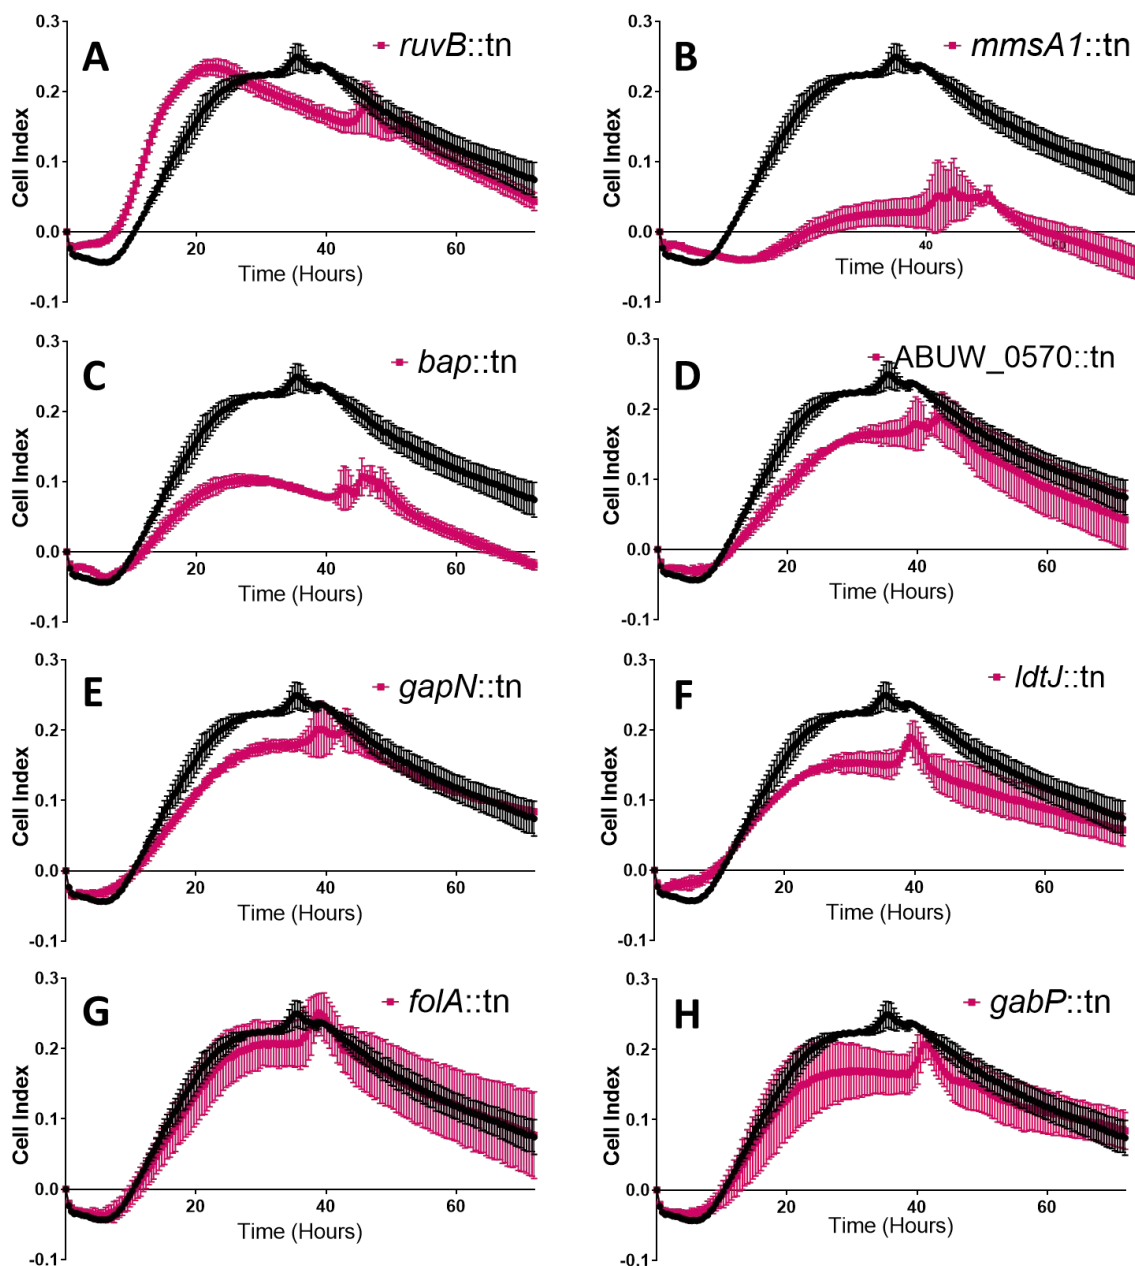 0.3
A
ruvB::tn
0.2
Cell Index
0.1
0.0
20
40
60
Time (Hours)
-0.1
0.3
B
mmsA1::tn
0.2
Cell Index
0.1
0.0
40
Time (Hours)
-0.1
0.3
C
bap::tn
0.2
Cell Index
0.1
0.0
20
40
60
Time (Hours)
-0.1
0.3
D
ABUW_0570::tn
0.2
Cell Index
0.1
0.0
20
40
60
Time (Hours)
-0.1
0.3
E
gapN::tn
0.2
Cell Index
0.1
0.0
20
40
60
Time (Hours)
-0.1
0.3
F
ldtJ::tn
0.2
Cell Index
0.1
0.0
20
40
60
Time (Hours)
-0.1
0.3
G
folA::tn
0.2
Cell Index
0.1
0.0
20
40
60
Time (Hours)
-0.1
0.3
H
gabP::tn
0.2
Cell Index
0.1
0.0
20
40
60
Time (Hours)
-0.1